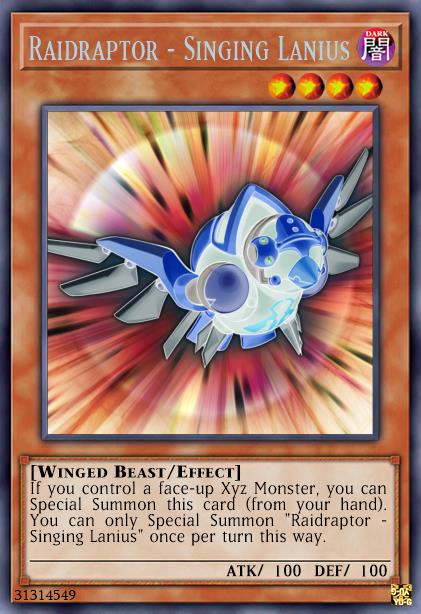 Raidraptor - Singing Lanius
DARK
闇
[Winged Beast/Effect]
If you control a face-up Xyz Monster, you can
Special Summon this card (from your hand).
You can only Special Summon "Raidraptor -
Singing Lanius" once per turn this way.
ATK/ 100 DEF/ 100
31314549